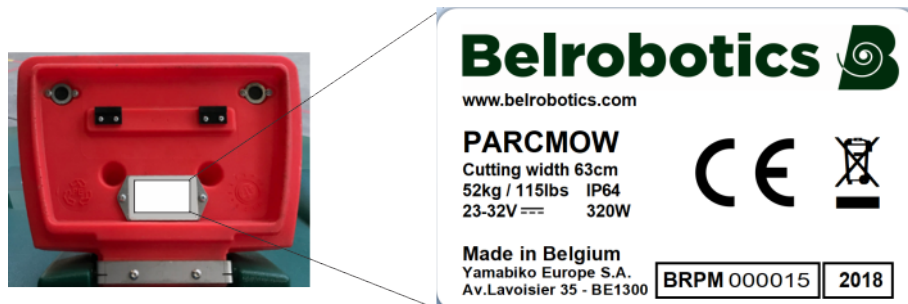 Belrobotics
www.belrobotics.com
PARCMOW
Cutting width 63cm
52kg / 115lbs IP64
23-32V 320W
CE
Made in Belgium
Yamabiko Europe S.A.
Av.Lavoisier 35 - BE1300
BRPM 000015 2018